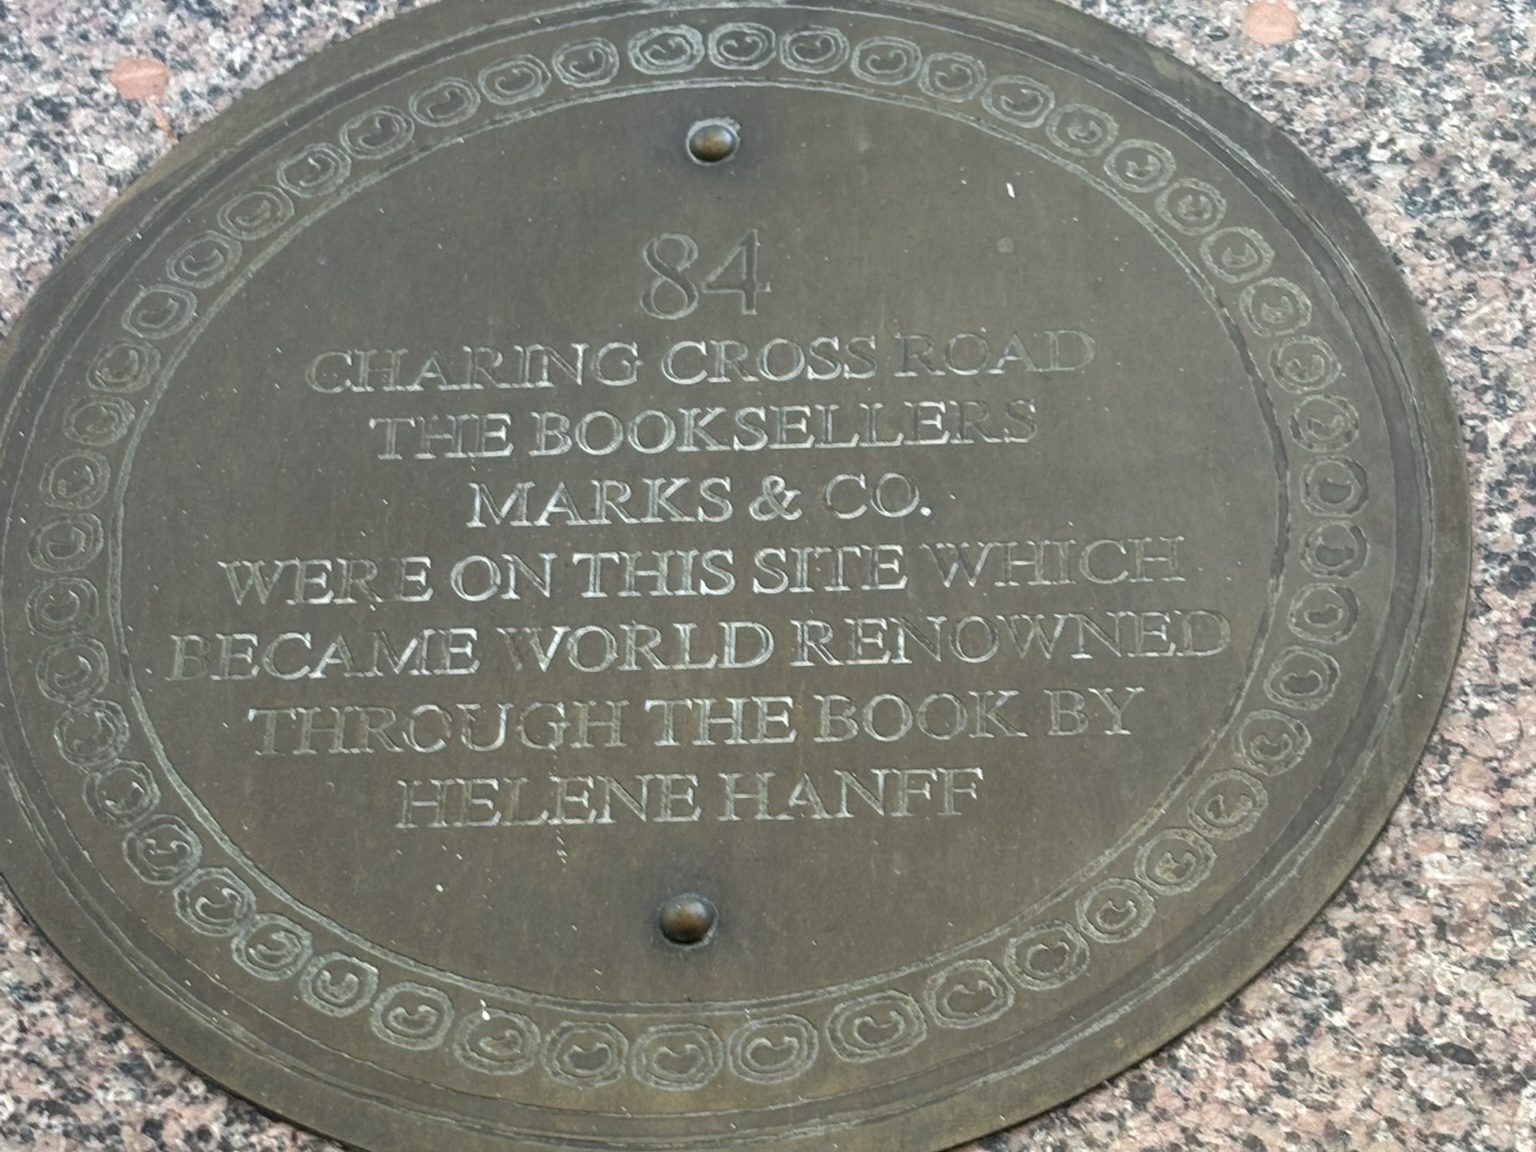 84
CHARING CROSS ROAD
THE BOOKSELLERS
MARKS & CO.
WERE ON THIS SITE WHICH
BECAME WORLD RENOWNED
THROUGH THE BOOK BY
HELENE HANFF